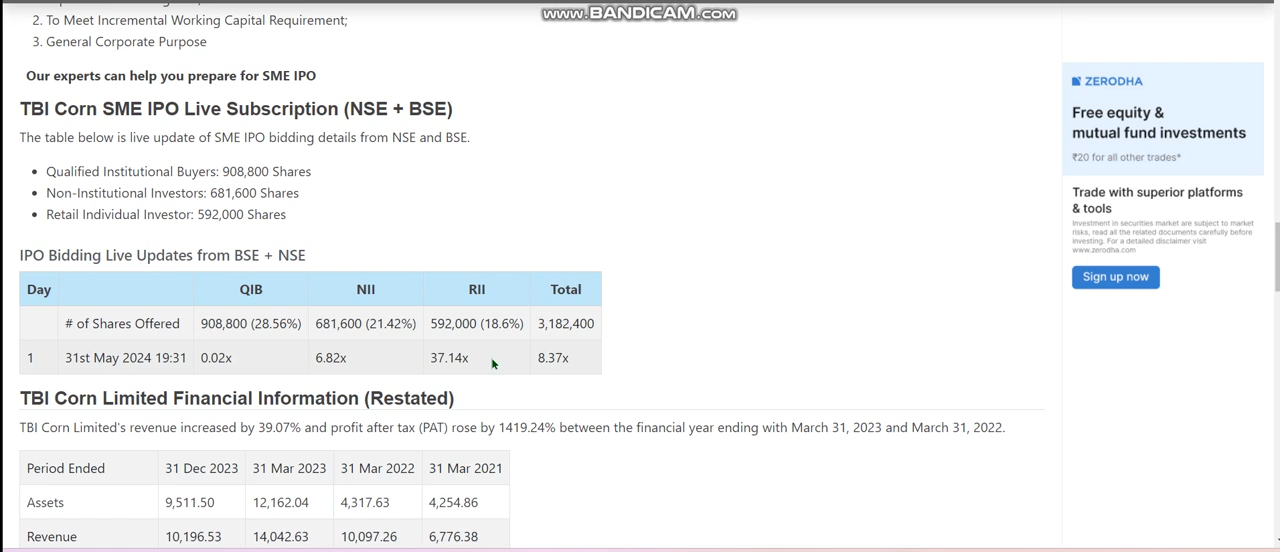 www.BANDICAM.com
2. To Meet Incremental Working Capital Requirement;
3. General Corporate Purpose
Our experts can help you prepare for SME IPO
TBI Corn SME IPO Live Subscription (NSE + BSE)
The table below is live update of SME IPO bidding details from NSE and BSE.
• Qualified Institutional Buyers: 908,800 Shares
• Non-Institutional Investors: 681,600 Shares
• Retail Individual Investor: 592,000 Shares
IPO Bidding Live Updates from BSE + NSE
Day QIB NII RII Total
# of Shares Offered 908,800 (28.56%) 681,600 (21.42%) 592,000 (18.6%) 3,182,400
1 31st May 2024 19:31 0.02x 6.82x 37.14x 8.37x
TBI Corn Limited Financial Information (Restated)
TBI Corn Limited's revenue increased by 39.07% and profit after tax (PAT) rose by 1419.24% between the financial year ending with March 31, 2023 and March 31, 2022.
Period Ended 31 Dec 2023 31 Mar 2023 31 Mar 2022 31 Mar 2021
Assets 9,511.50 12,162.04 4,317.63 4,254.86
Revenue 10,196.53 14,042.63 10,097.26 6,776.38
ZERODHA
Free equity &
mutual fund investments
₹20 for all other trades*
Trade with superior platforms
& tools
Investment in securities market are subject to market
risks, read all the related documents carefully before
investing. For a detailed disclaimer visit
www.zerodha.com
Sign up now